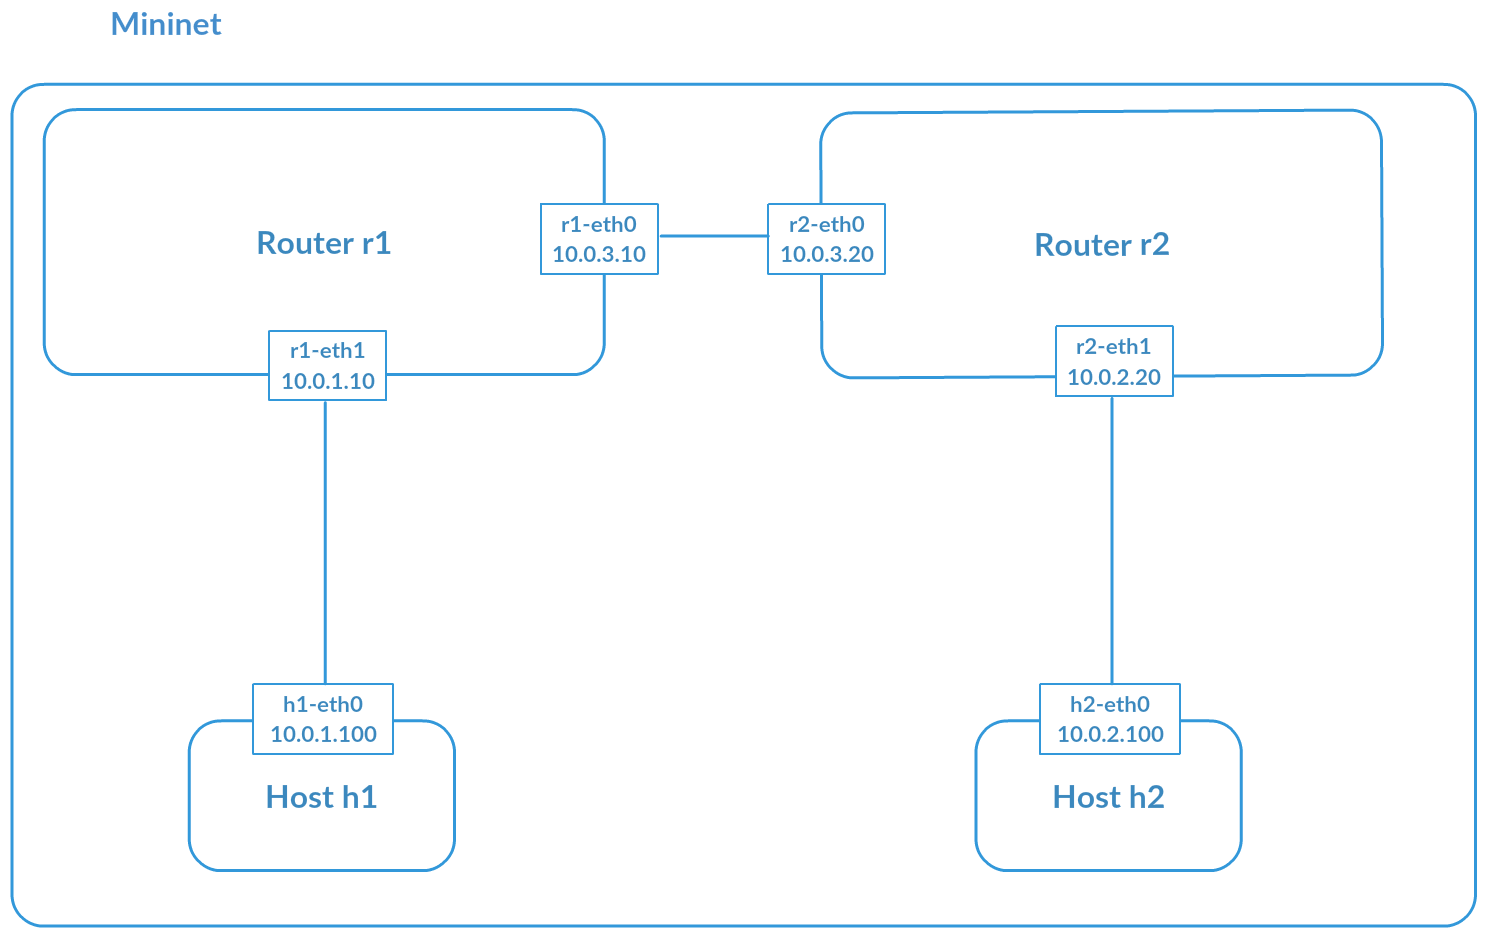 Mininet
Router r1
r1-eth0
10.0.3.10
r2-eth0
10.0.3.20
Router r2
r1-eth1
10.0.1.10
r2-eth1
10.0.2.20
h1-eth0
10.0.1.100
Host h1
h2-eth0
10.0.2.100
Host h2